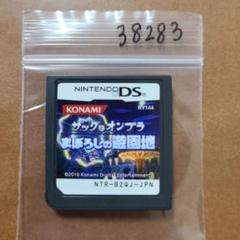 38283
NINTENDO DS
KONAMI
RY144
ザック&オンブラ
まぼろしの遊園地
©2010 Konami Digital Entertainment
NTR-BZQJ-JPN